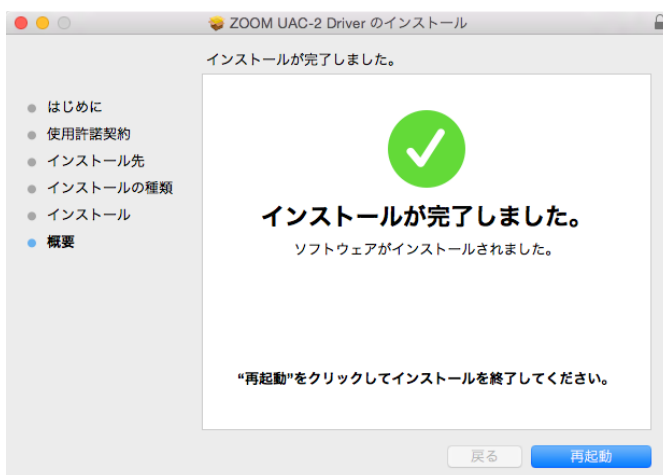 ZOOM UAC-2 Driver のインストール
インストールが完了しました。
はじめに
使用許諾契約
インストール先
インストールの種類
インストール
概要
インストールが完了しました。
ソフトウェアがインストールされました。
“再起動”をクリックしてインストールを終了してください。
戻る
再起動